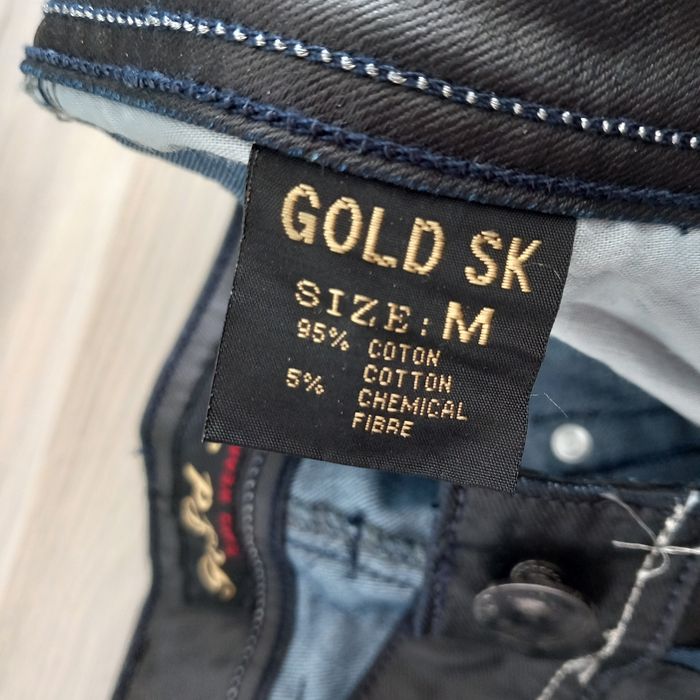 GOLD SK
SIZE: M
95% COTON
COTTON
5% CHEMICAL
FIBRE